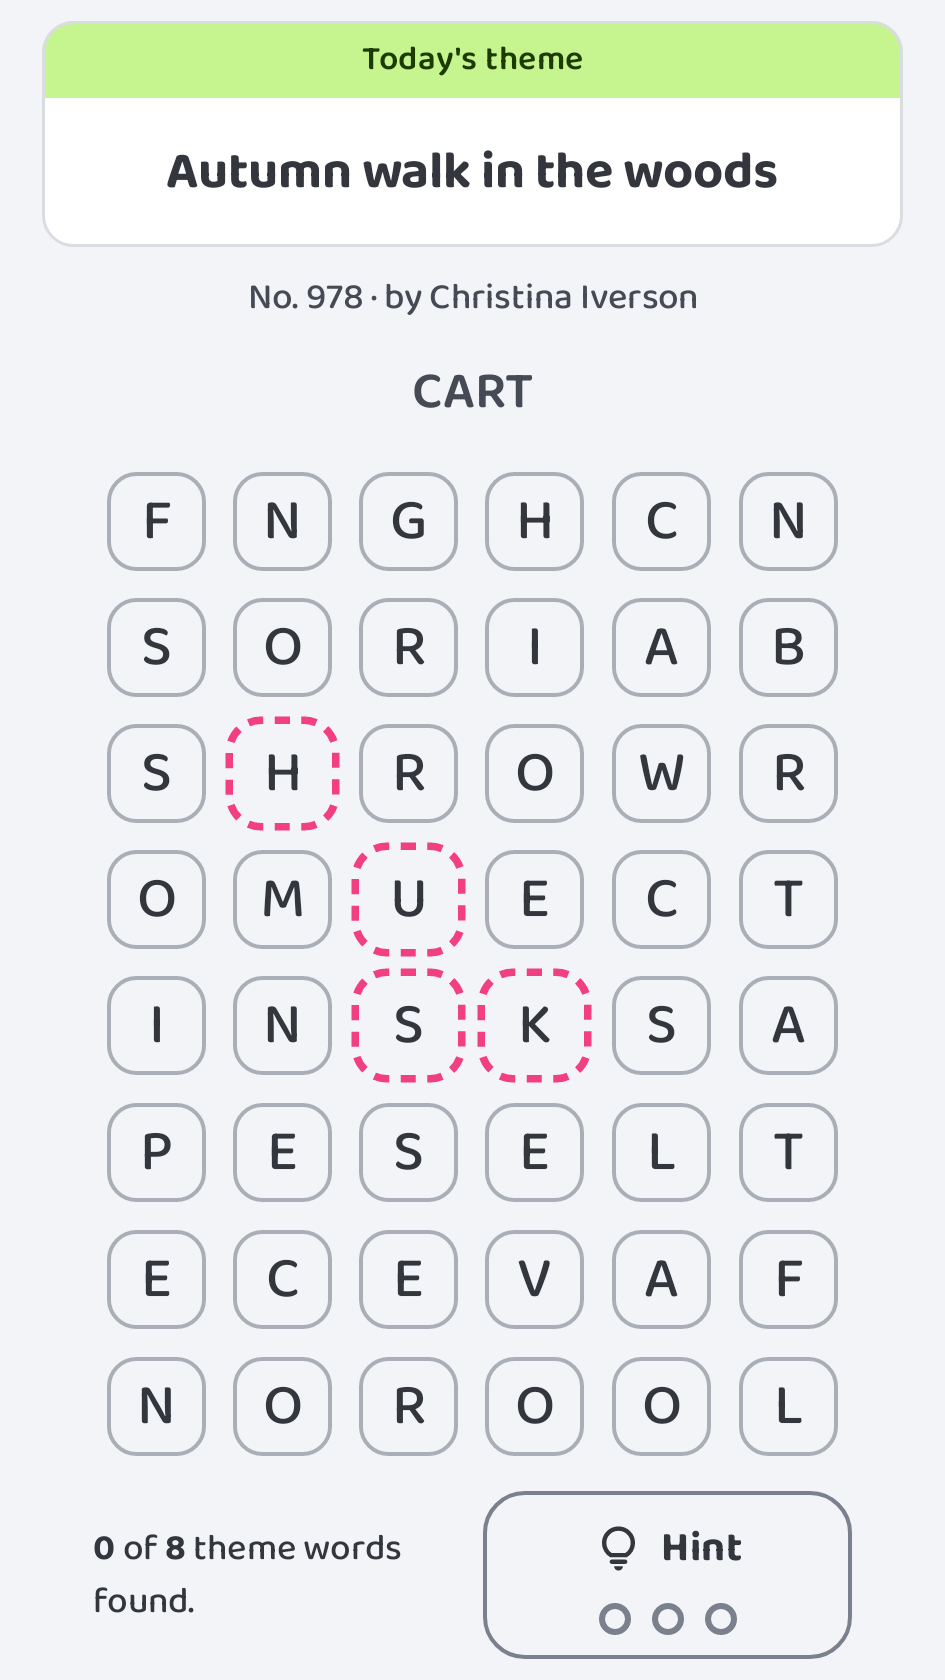 Today's theme
Autumn walk in the woods
No. 978 · by Christina Iverson
CART
F N G H C N
S O R I A B
S H R O W R
O M U E C T
I N S K S A
P E S E L T
E C E V A F
N O R O O L
0 of 8 theme words
found.
Hint